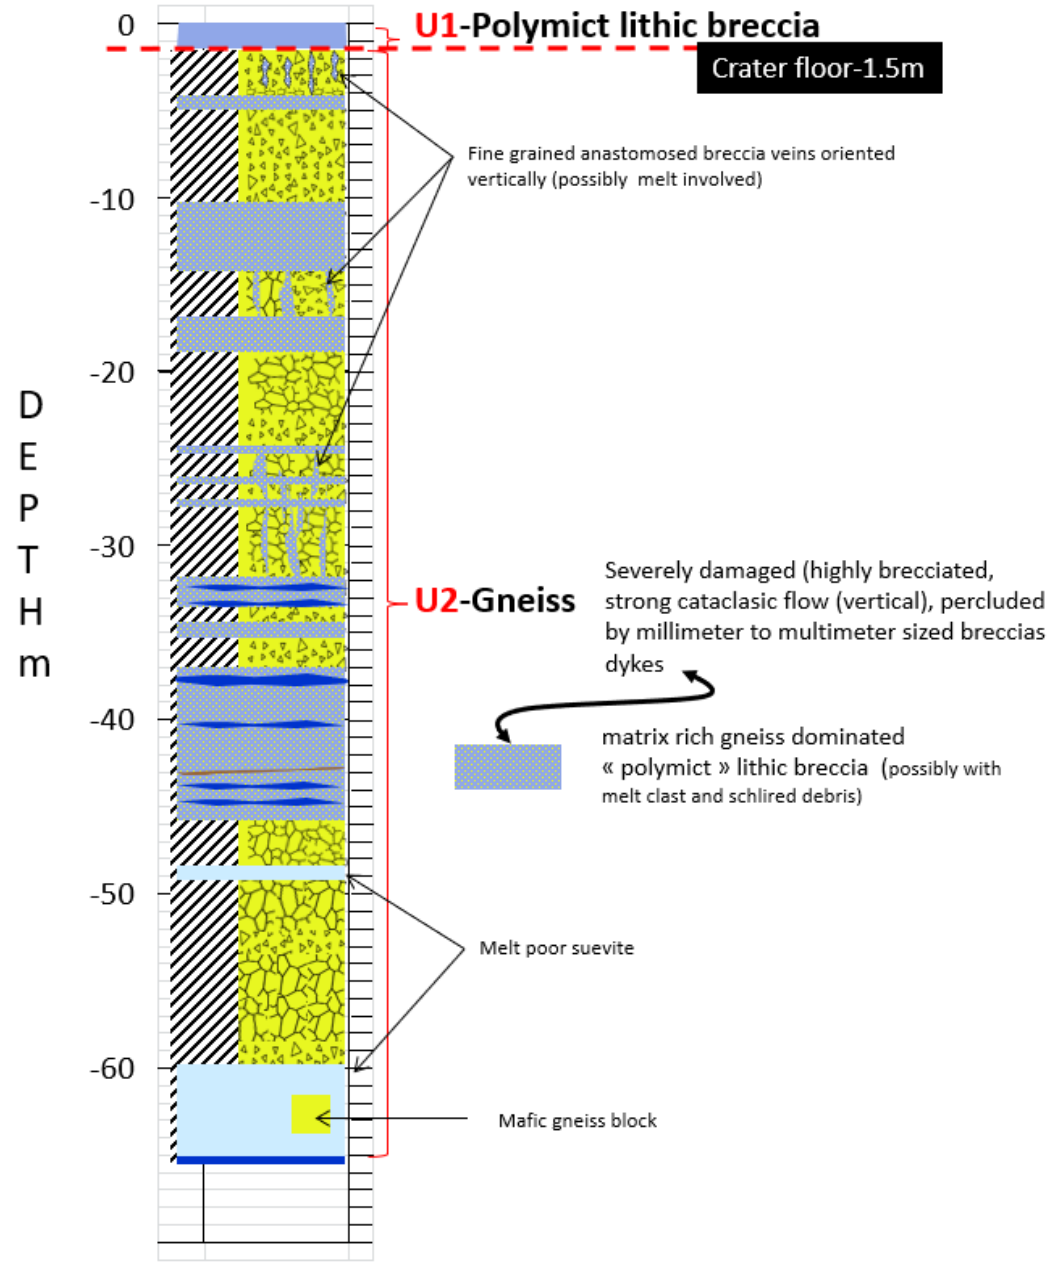 0
U1-Polymict lithic breccia
Crater floor-1.5m
Fine grained anastomosed breccia veins oriented
vertically (possibly melt involved)
-10
-20
D
E
P
T
H
m
-30
Severely damaged (highly brecciated,
strong cataclasic flow (vertical), percluded
by millimeter to multimeter sized breccias
dykes
U2-Gneiss
-40
matrix rich gneiss dominated
« polymict » lithic breccia (possibly with
melt clast and schlired debris)
-50
Melt poor suevite
-60
Mafic gneiss block